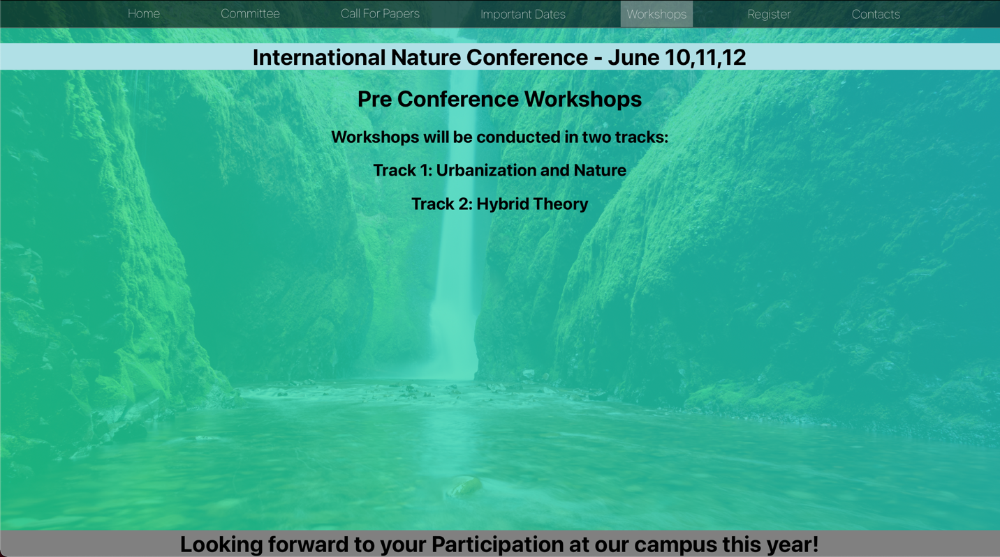 Home Committee Call For Papers Important Dates Workshops Register Contacts
International Nature Conference - June 10,11,12
Pre Conference Workshops
Workshops will be conducted in two tracks:
Track 1: Urbanization and Nature
Track 2: Hybrid Theory
Looking forward to your Participation at our campus this year!